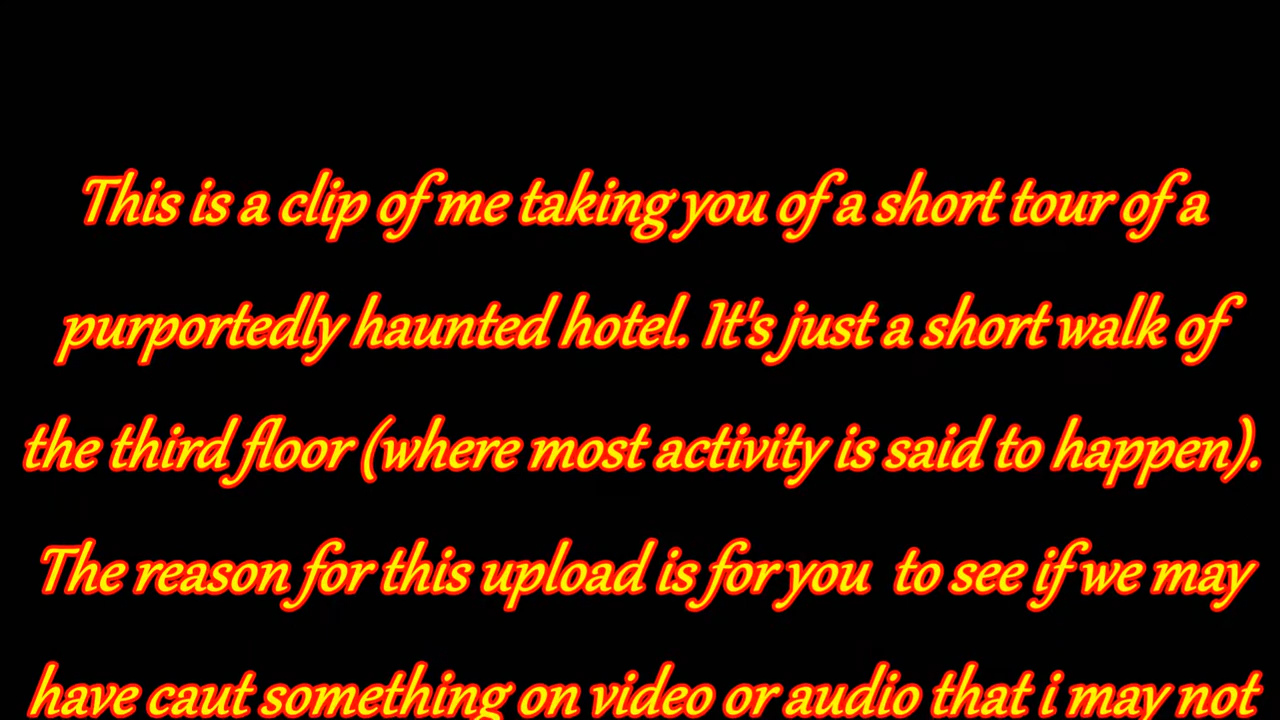 This is a clip of me taking you of a short tour of a
purportedly haunted hotel. It's just a short walk of
the third floor (where most activity is said to happen).
The reason for this upload is for you  to see if we may
have caut something on video or audio that i may not